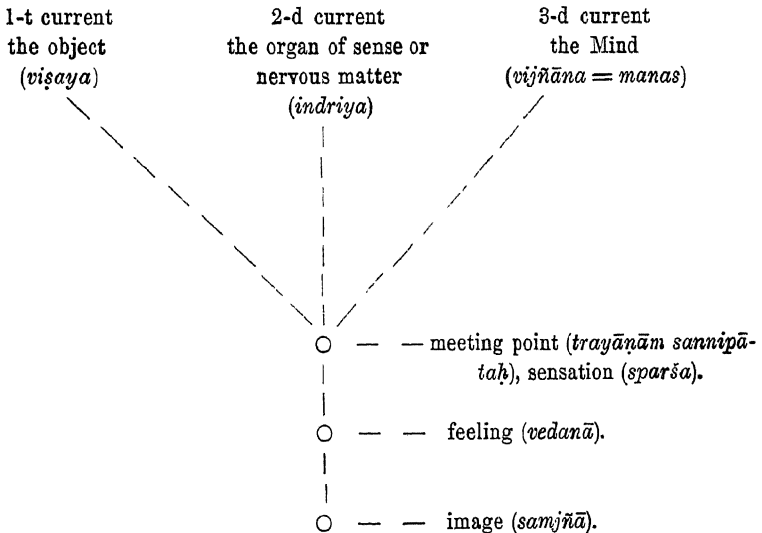 1-t current
the object
(viṣaya)
2-d current
the organ of sense or
nervous matter
(indriya)
3-d current
the Mind
(vijñāna = manas)
meeting point (trayāṇām sannipā-
taḥ), sensation (sparśa).
feeling (vedanā).
image (samjñā).